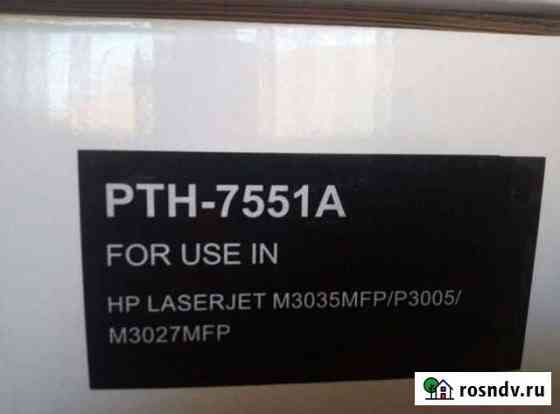 PTH-7551A
FOR USE IN
HP LASERJET M3035MFP/P3005/
M3027MFP
rosndv.ru